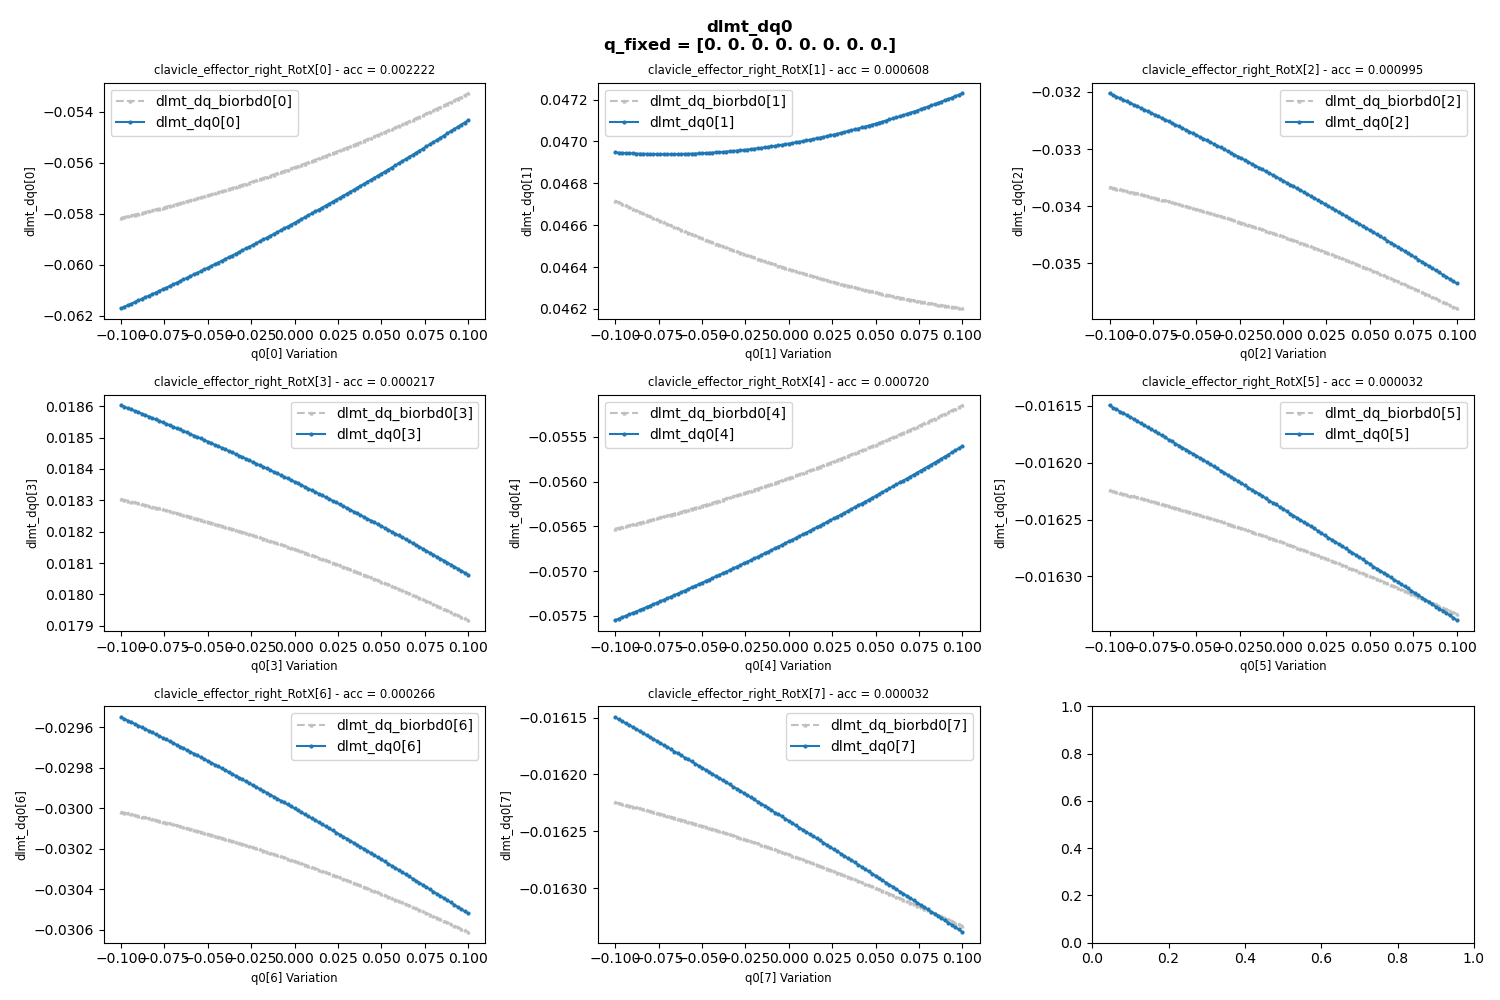 dlmt_dq0
q_fixed = [0. 0. 0. 0. 0. 0. 0. 0.]
clavicle_effector_right_RotX[0] - acc = 0.002222
dlmt_dq_biorbd0[0]
dlmt_dq0[0]
−0.054
−0.056
−0.058
−0.060
−0.062
dlmt_dq0[0]
−0.100 −0.075 −0.050 −0.025 0.000 0.025 0.050 0.075 0.100
q0[0] Variation
clavicle_effector_right_RotX[1] - acc = 0.000608
dlmt_dq_biorbd0[1]
dlmt_dq0[1]
0.0472
0.0470
0.0468
0.0466
0.0464
0.0462
dlmt_dq0[1]
−0.100 −0.075 −0.050 −0.025 0.000 0.025 0.050 0.075 0.100
q0[1] Variation
clavicle_effector_right_RotX[2] - acc = 0.000995
dlmt_dq_biorbd0[2]
dlmt_dq0[2]
−0.032
−0.033
−0.034
−0.035
dlmt_dq0[2]
−0.100 −0.075 −0.050 −0.025 0.000 0.025 0.050 0.075 0.100
q0[2] Variation
clavicle_effector_right_RotX[3] - acc = 0.000217
dlmt_dq_biorbd0[3]
dlmt_dq0[3]
0.0186
0.0185
0.0184
0.0183
0.0182
0.0181
0.0180
0.0179
dlmt_dq0[3]
−0.100 −0.075 −0.050 −0.025 0.000 0.025 0.050 0.075 0.100
q0[3] Variation
clavicle_effector_right_RotX[4] - acc = 0.000720
dlmt_dq_biorbd0[4]
dlmt_dq0[4]
−0.0555
−0.0560
−0.0565
−0.0570
−0.0575
dlmt_dq0[4]
−0.100 −0.075 −0.050 −0.025 0.000 0.025 0.050 0.075 0.100
q0[4] Variation
clavicle_effector_right_RotX[5] - acc = 0.000032
dlmt_dq_biorbd0[5]
dlmt_dq0[5]
−0.01615
−0.01620
−0.01625
−0.01630
dlmt_dq0[5]
−0.100 −0.075 −0.050 −0.025 0.000 0.025 0.050 0.075 0.100
q0[5] Variation
clavicle_effector_right_RotX[6] - acc = 0.000266
dlmt_dq_biorbd0[6]
dlmt_dq0[6]
−0.0296
−0.0298
−0.0300
−0.0302
−0.0304
−0.0306
dlmt_dq0[6]
−0.100 −0.075 −0.050 −0.025 0.000 0.025 0.050 0.075 0.100
q0[6] Variation
clavicle_effector_right_RotX[7] - acc = 0.000032
dlmt_dq_biorbd0[7]
dlmt_dq0[7]
−0.01615
−0.01620
−0.01625
−0.01630
dlmt_dq0[7]
−0.100 −0.075 −0.050 −0.025 0.000 0.025 0.050 0.075 0.100
q0[7] Variation
1.0
0.8
0.6
0.4
0.2
0.0
0.0 0.2 0.4 0.6 0.8 1.0